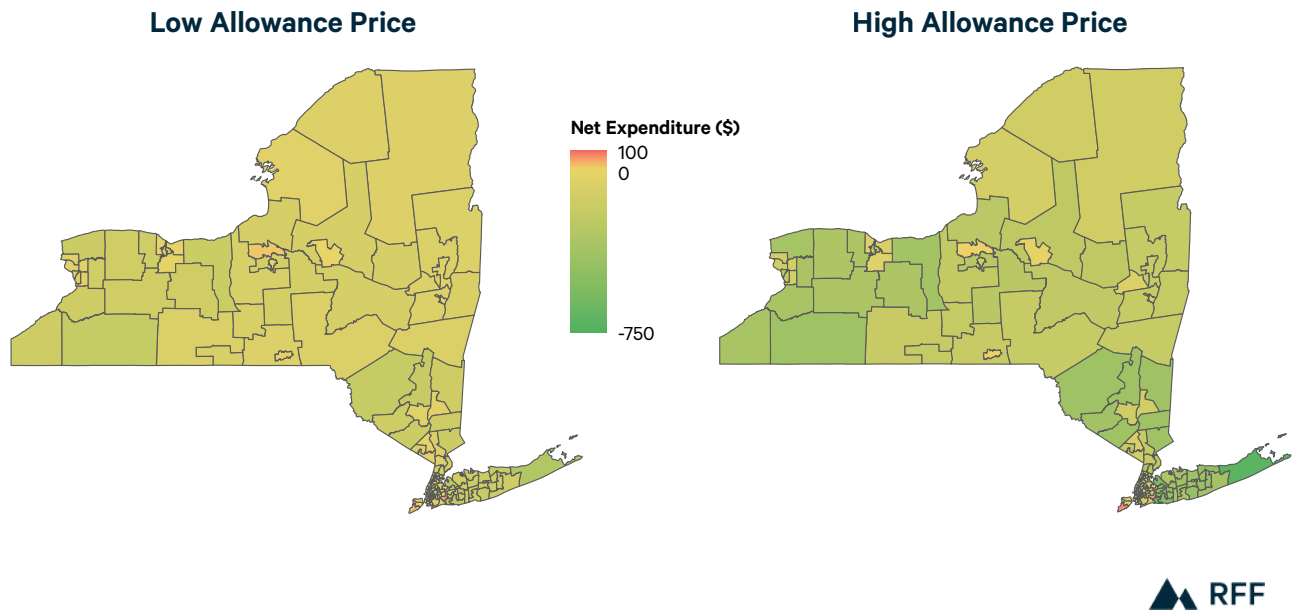 Low Allowance Price
High Allowance Price
Net Expenditure ($)
100
0
-750
RFF